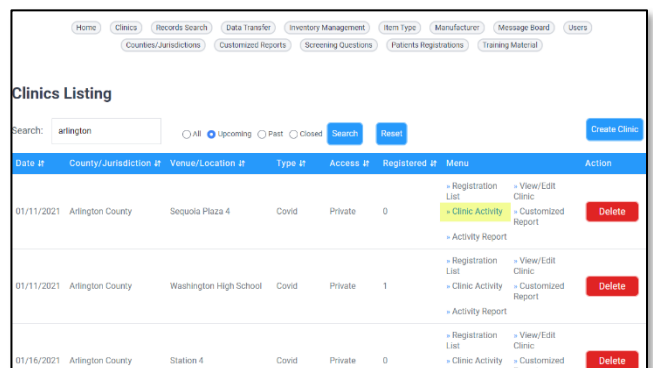 Home Clinics Records Search Data Transfer Inventory Management Item Type Manufacturer Message Board Users
Counties/Jurisdictions Customized Reports Screening Questions Patients Registrations Training Material
Clinics Listing
Search: arlington All Upcoming Past Closed Search Reset Create Clinic
Date County/Jurisdiction Venue/Location Type Access Registered Menu Action
» Registration List » View/Edit Clinic
01/11/2021 Arlington County Sequoia Plaza 4 Covid Private 0 » Clinic Activity » Customized Report Delete
» Activity Report
» Registration List » View/Edit Clinic
01/11/2021 Arlington County Washington High School Covid Private 1 » Clinic Activity » Customized Report Delete
» Activity Report
» Registration List » View/Edit Clinic
01/16/2021 Arlington County Station 4 Covid Private 0 » Clinic Activity » Customized Delete